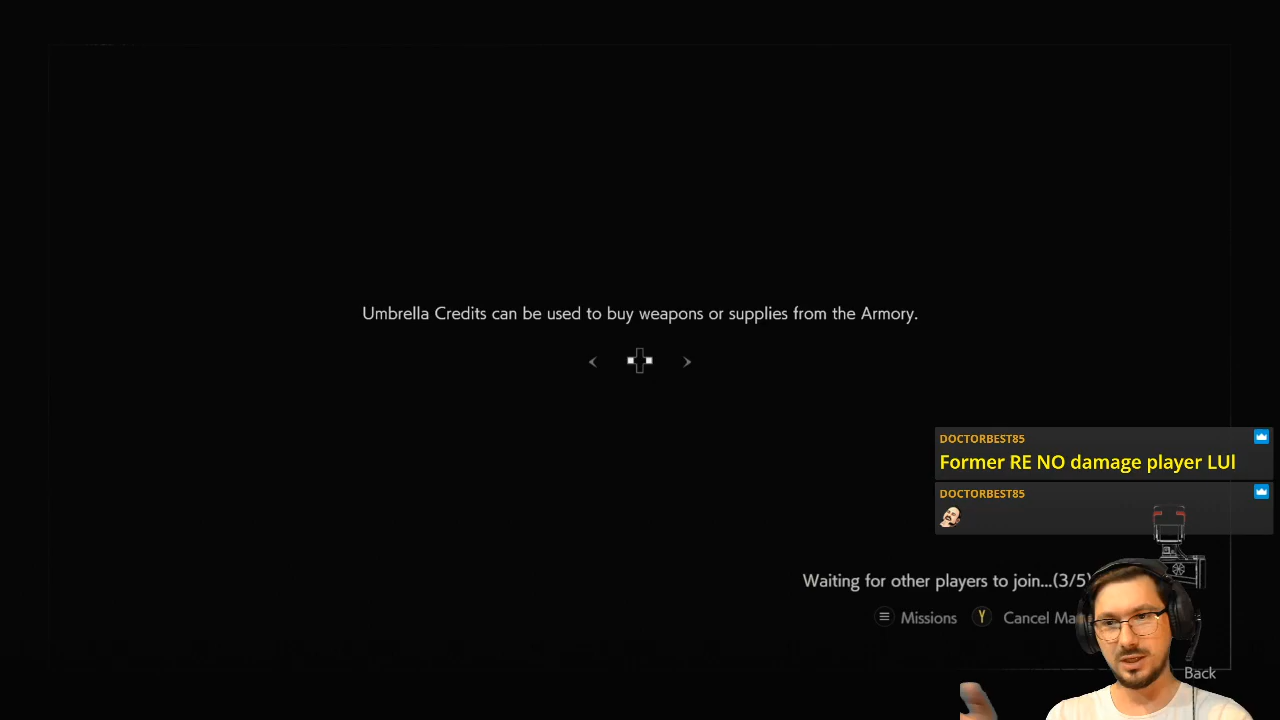 Umbrella Credits can be used to buy weapons or supplies from the Armory.
DOCTORBEST85
Former RE NO damage player LUl
DOCTORBEST85
Waiting for other players to join...(3/5)
Missions Y Cancel Ma
Back